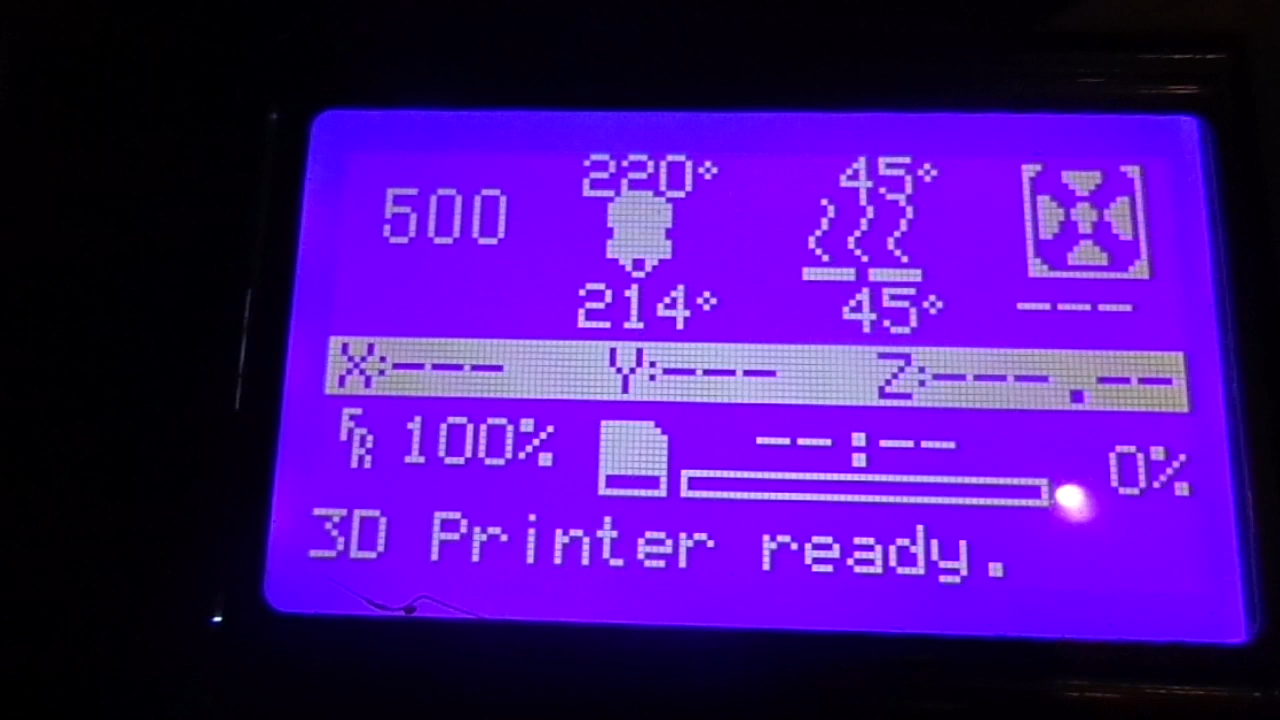 500 220° 45°
214° 45° ---
X:--- Y:--- Z:---.--
FR 100% --:-- 0%
3D Printer ready.